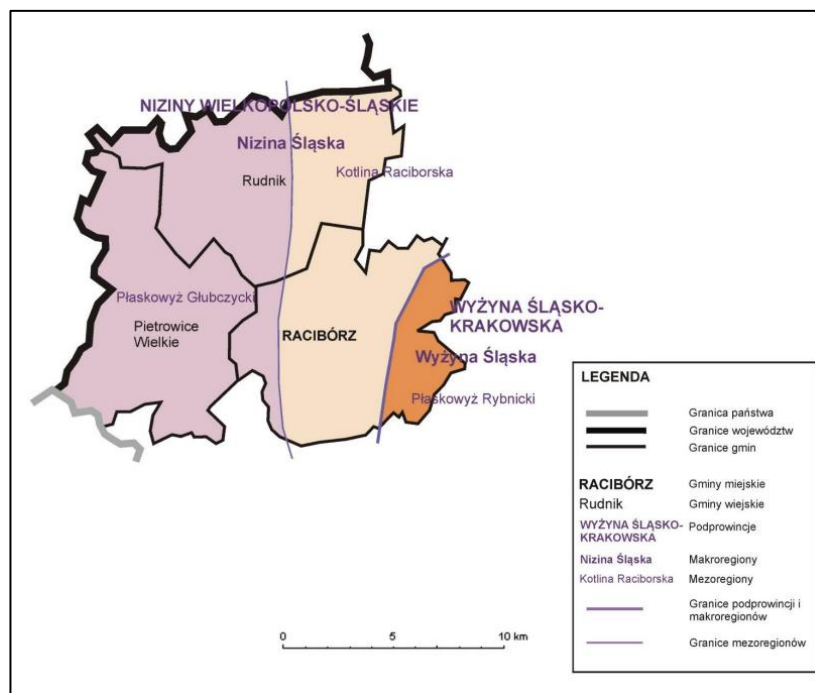 NIZINY WIELKOPOLSKO-ŚLĄSKIE
Nizina Śląska
Kotlina Raciborska
Rudnik
Płaskowyż Głubczycki
Pietrowice
Wielkie
RACIBÓRZ
WYŻYNA ŚLĄSKO-
KRAKOWSKA
Wyżyna Śląska
Płaskowyż Rybnicki
LEGENDA
Granica państwa
Granice województw
Granice gmin
RACIBÓRZ Gminy miejskie
Rudnik Gminy wiejskie
WYŻYNA ŚLĄSKO-
KRAKOWSKA Podprowincje
Nizina Śląska Makroregiony
Kotlina Raciborska Mezoregiony
Granice podprowincji i
makroregionów
Granice mezoregionów
0 5 10 km